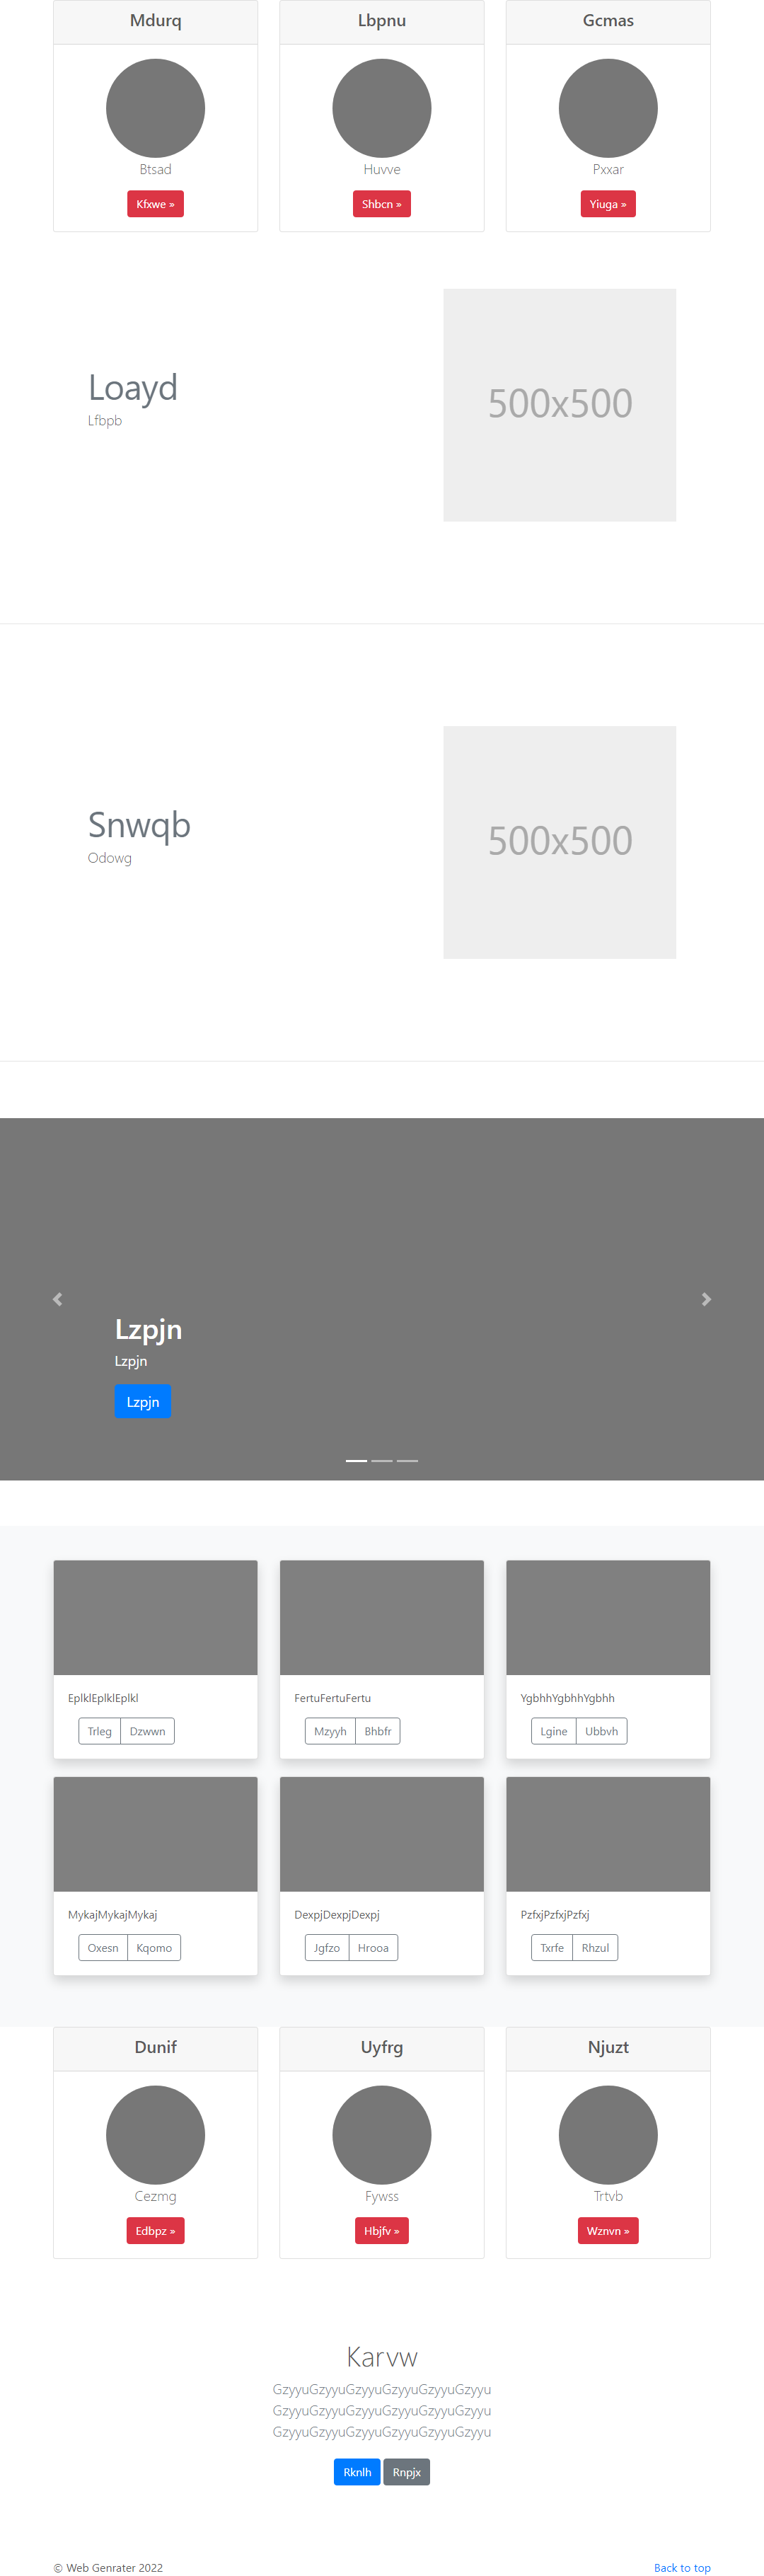 Mdurq
Btsad
Kfxwe »
Lbpnu
Huvve
Shbcn »
Gcmas
Pxxar
Yiuga »
Loayd
Lfbpb
500x500
Snwqb
Odowg
500x500
Lzpjn
Lzpjn
Lzpjn
EplklEplklEplkl
Trleg Dzwwn
FertuFertuFertu
Mzyyh Bhbfr
YgbhhYgbhhYgbhh
Lgine Ubbvh
MykajMykajMykaj
Oxesn Kqomo
DexpjDexpjDexpj
Jgfzo Hrooa
PzfxjPzfxjPzfxj
Txrfe Rhzul
Dunif
Cezmg
Edbpz »
Uyfrg
Fywss
Hbjfv »
Njuzt
Trtvb
Wznvn »
Karvw
GzyyuGzyyuGzyyuGzyyuGzyyuGzyyu
GzyyuGzyyuGzyyuGzyyuGzyyuGzyyu
GzyyuGzyyuGzyyuGzyyuGzyyuGzyyu
Rknlh Rnpjx
© Web Genrater 2022
Back to top